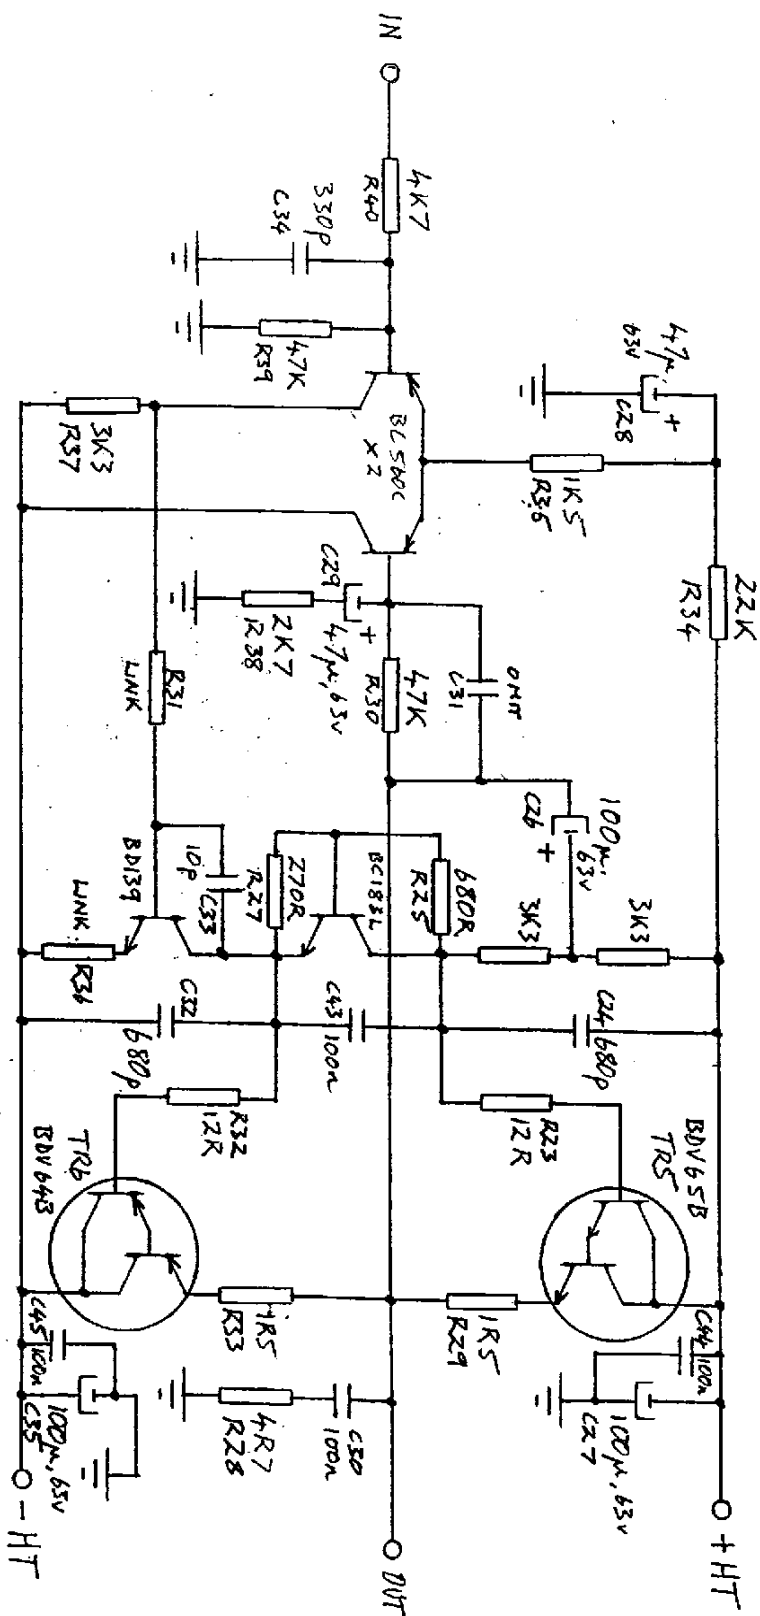 IN
4K7
R40
330p
C34
47K
R39
47µ,
63v
C28
+
1K5
R35
22K
R34
BC560C
x 2
3K3
R37
C29
+
47µ, 63v
2K7
R38
47K
R30
OMIT
C31
R31
LINK
100µ,
63v
C26
+
3K3
3K3
680R
R25
BC183L
270R
R27
10p
C33
BD139
LINK
R36
C24
680p
C43
100n
C32
680p
R23
12R
R32
12R
BDV65B
TR5
TR6
BDV64B
1R5
R29
1R5
R33
C44
100n
100µ, 63v
C27
C30
100n
4R7
R28
C45
100n
100µ, 63v
C35
+HT
OUT
-HT